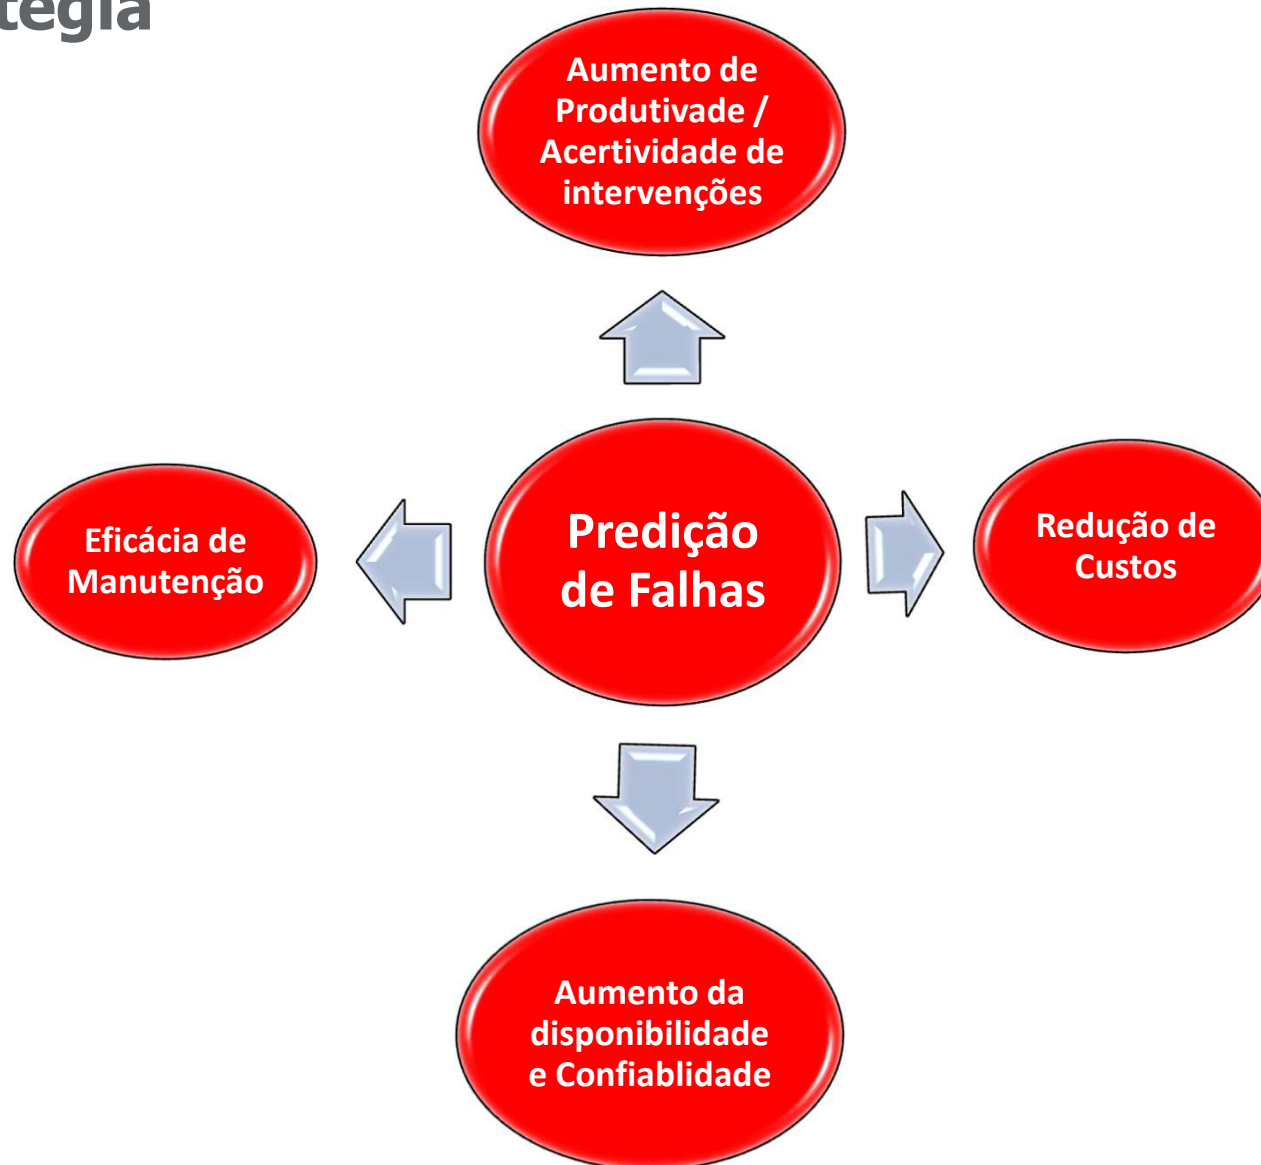 tegia
Aumento de
Produtivade /
Acertividade de
intervenções
Eficácia de
Manutenção
Predição
de Falhas
Redução de
Custos
Aumento da
disponibilidade
e Confiablidade